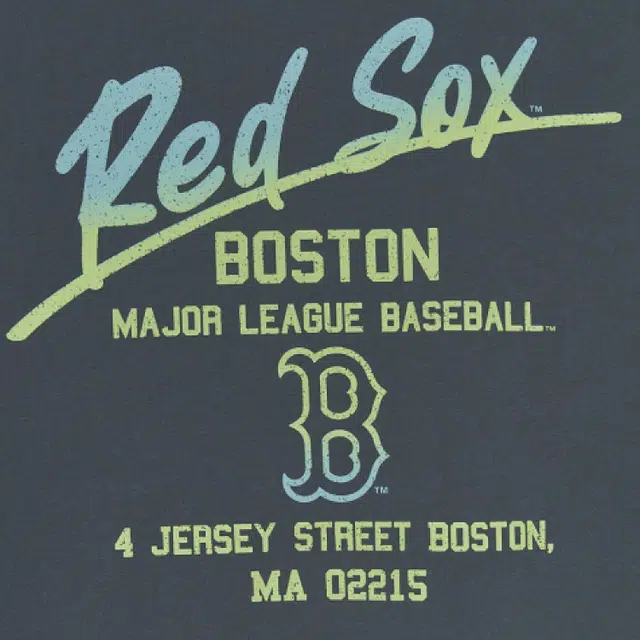 Red Sox™
BOSTON
MAJOR LEAGUE BASEBALL™
B™
4 JERSEY STREET BOSTON,
MA 02215